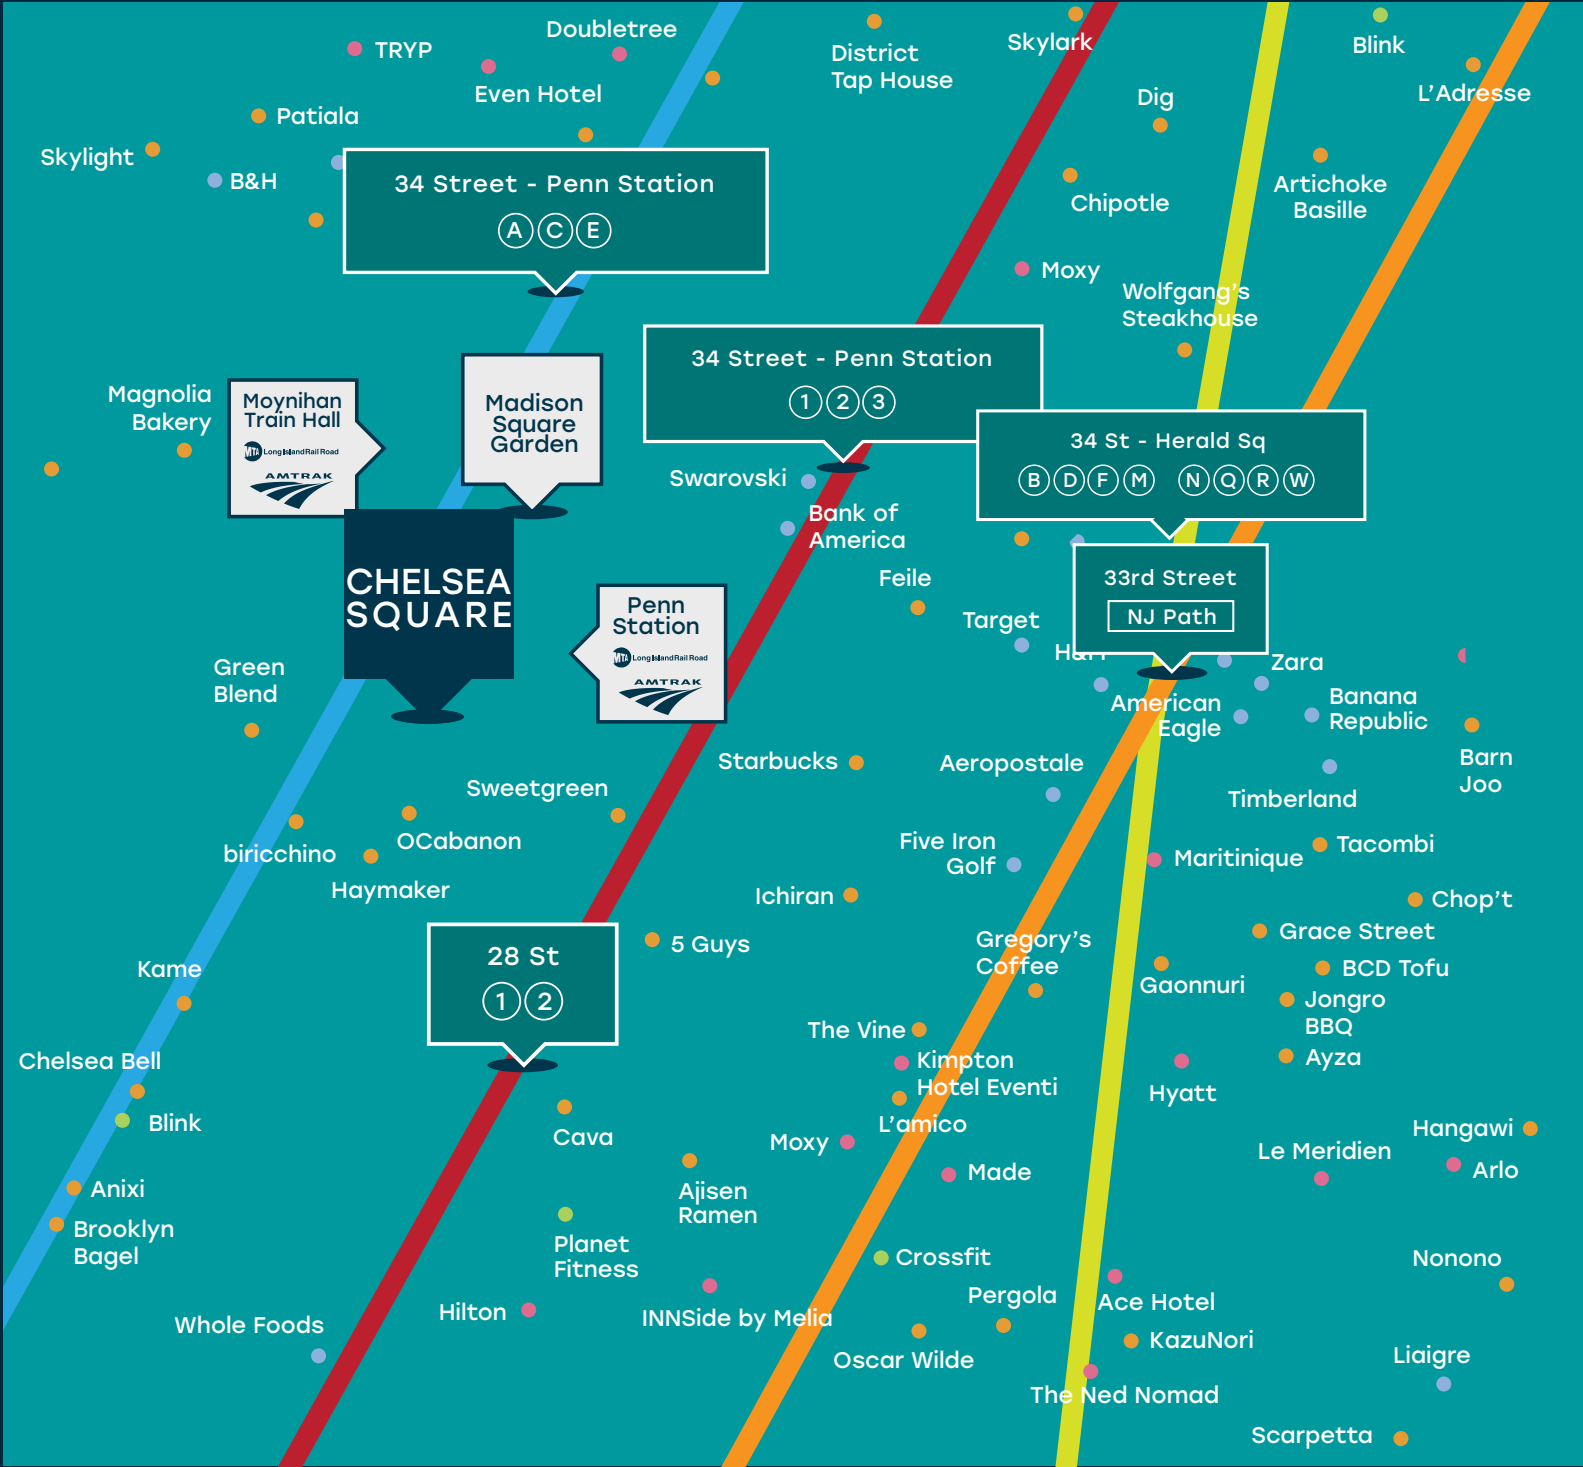 Doubletree
TRYP
Even Hotel
District
Tap House
Skylark
Blink
L'Adresse
Dig
Patiala
Skylight
B&H
34 Street - Penn Station
A C E
Chipotle
Artichoke
Basille
Moxy
Wolfgang's
Steakhouse
34 Street - Penn Station
1 2 3
Magnolia
Bakery
Moynihan
Train Hall
MTA Long Island Rail Road
AMTRAK
Madison
Square
Garden
34 St - Herald Sq
B D F M N Q R W
Swarovski
Bank of
America
CHELSEA
SQUARE
Feile
33rd Street
NJ Path
Penn
Station
MTA Long Island Rail Road
AMTRAK
Target
H&M
Zara
Green
Blend
American
Eagle
Banana
Republic
Starbucks
Aeropostale
Barn
Joo
Sweetgreen
Timberland
OCabanon
biricchino
Haymaker
Five Iron
Golf
Maritinique
Tacombi
Ichiran
Chop't
5 Guys
Gregory's
Coffee
Grace Street
28 St
1 2
Kame
Gaonnuri
BCD Tofu
Jongro
BBQ
The Vine
Ayza
Chelsea Bell
Kimpton
Hotel Eventi
Hyatt
Blink
Cava
L'amico
Moxy
Hangawi
Le Meridien
Arlo
Made
Anixi
Ajisen
Ramen
Brooklyn
Bagel
Planet
Fitness
Crossfit
Nonono
Pergola
Ace Hotel
Hilton
INNSide by Melia
Whole Foods
KazuNori
Oscar Wilde
Liaigre
The Ned Nomad
Scarpetta